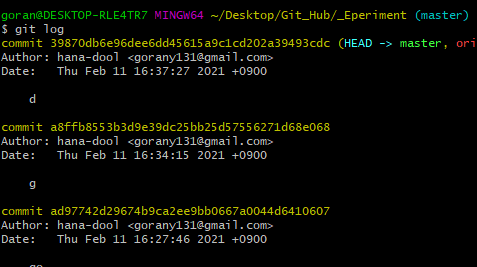 goran@DESKTOP-RLE4TR7 MINGW64 ~/Desktop/Git_Hub/_Eperiment (master)
$ git log
commit 39870db6e96dee6dd45615a9c1cd202a39493cdc (HEAD -> master, ori
Author: hana-dool <gorany131@gmail.com>
Date:   Thu Feb 11 16:37:27 2021 +0900
d
commit a8ffb8553b3d9e39dc25bb25d57556271d68e068
Author: hana-dool <gorany131@gmail.com>
Date:   Thu Feb 11 16:34:15 2021 +0900
g
commit ad97742d29674b9ca2ee9bb0667a0044d6410607
Author: hana-dool <gorany131@gmail.com>
Date:   Thu Feb 11 16:27:46 2021 +0900